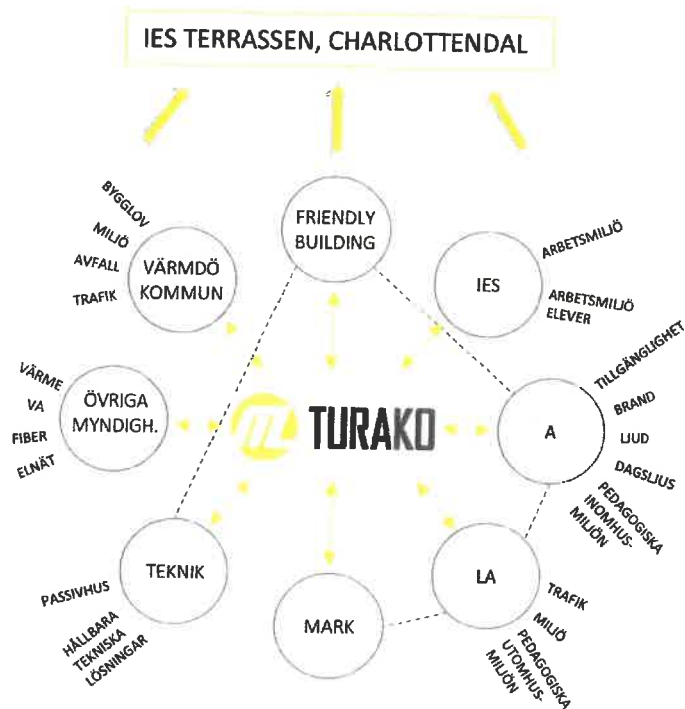 IES TERRASSEN, CHARLOTTENDAL
FRIENDLY
BUILDING
BYGGLOV
MILJÖ
AVFALL
TRAFIK
VÄRMDÖ
KOMMUN
IES
ARBETSMILJÖ
ARBETSMILJÖ
ELEVER
VÄRME
VA
FIBER
ELNÄT
ÖVRIGA
MYNDIGH.
TURAKO
A
TILLGÄNGLIGHET
BRAND
LJUD
DAGSLJUS
PEDAGOGISKA
INOMHUS-
MILJÖN
TEKNIK
PASSIVHUS
HÅLLBARA
TEKNISKA
LÖSNINGAR
MARK
LA
TRAFIK
MILJÖ
PEDAGOGISKA
UTOMHUS-
MILJÖN